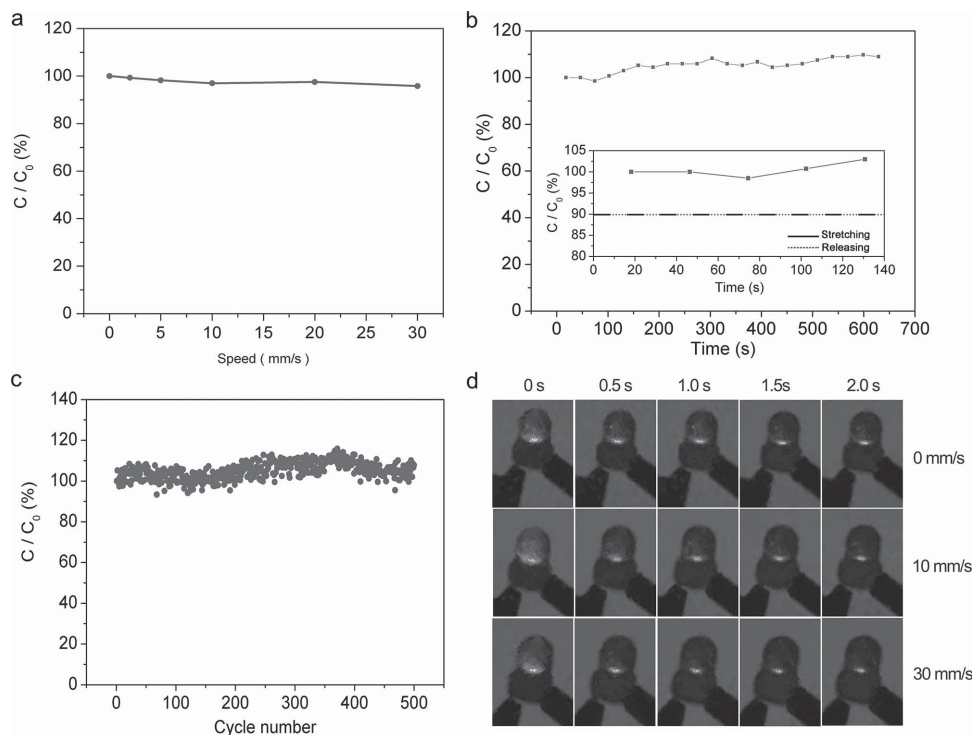 a
120
100
80
60
40
20
0
C / C0 (%)
0 5 10 15 20 25 30
Speed ( mm/s )
b
120
100
80
60
40
20
0
C / C0 (%)
105
100
95
90
85
80
C / C0 (%)
Stretching
Releasing
0 20 40 60 80 100 120 140
Time (s)
0 100 200 300 400 500 600 700
Time (s)
c
140
120
100
80
60
40
20
0
C / C0 (%)
0 100 200 300 400 500
Cycle number
d
0 s 0.5 s 1.0 s 1.5s 2.0 s
0 mm/s
10 mm/s
30 mm/s